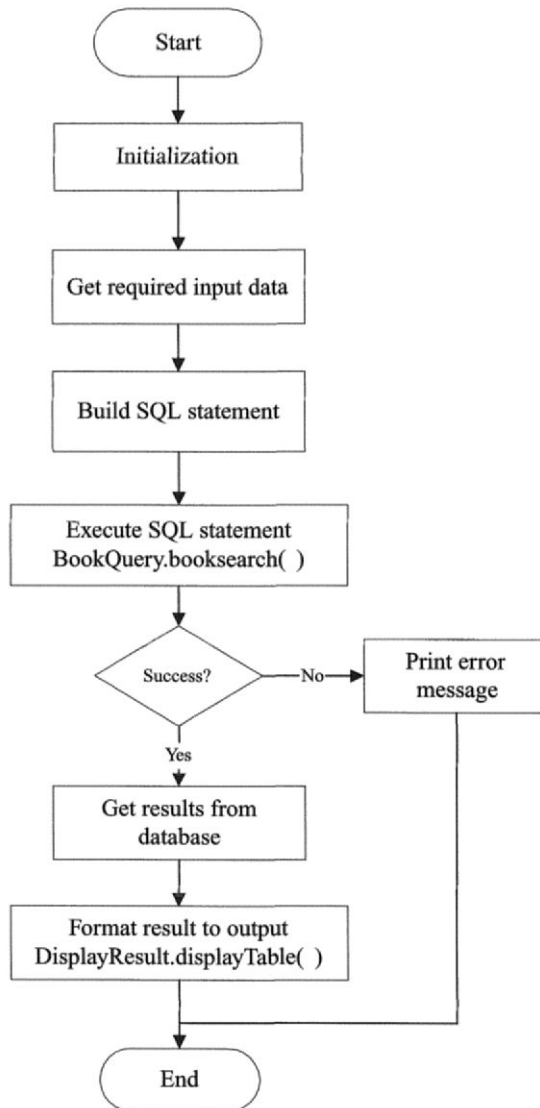 Start
Initialization
Get required input data
Build SQL statement
Execute SQL statement
BookQuery.booksearch( )
Success?
No
Print error
message
Yes
Get results from
database
Format result to output
DisplayResult.displayTable( )
End